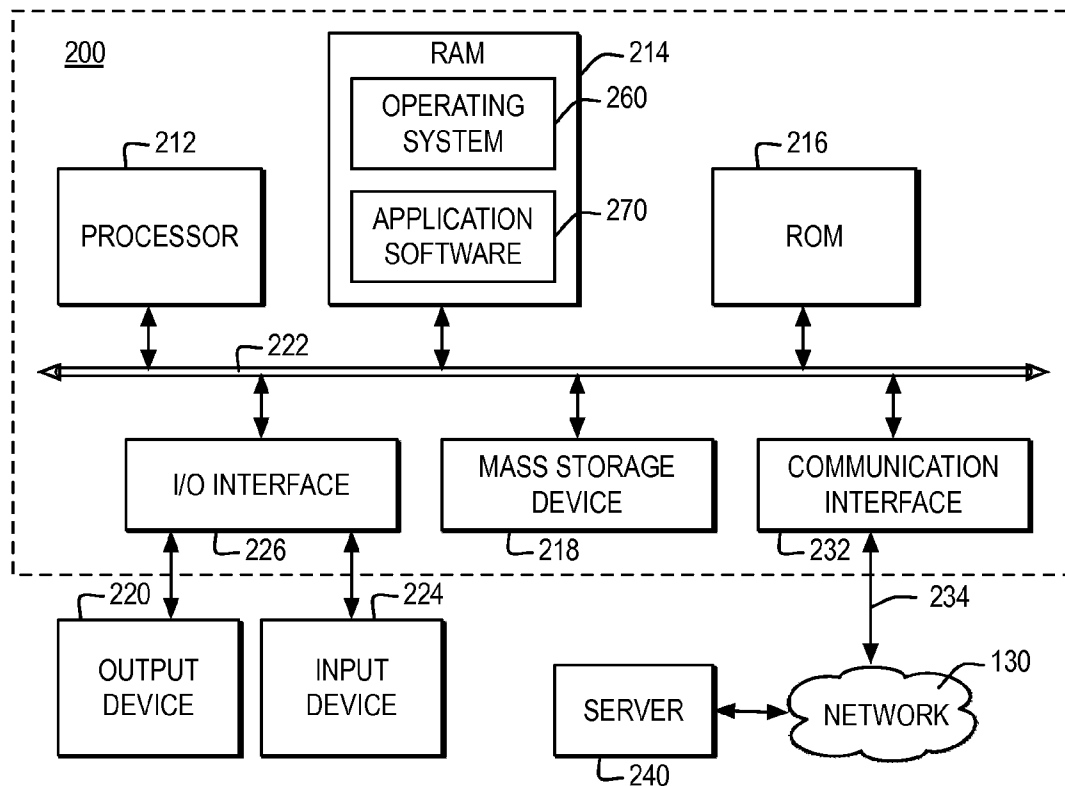 200
RAM
214
OPERATING
SYSTEM
260
APPLICATION
SOFTWARE
270
212
PROCESSOR
216
ROM
222
I/O INTERFACE
226
MASS STORAGE
DEVICE
218
COMMUNICATION
INTERFACE
232
220
OUTPUT
DEVICE
224
INPUT
DEVICE
234
SERVER
240
130
NETWORK